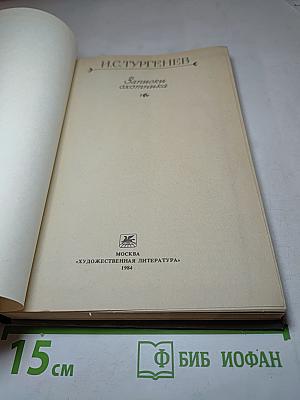 И.С.ТУРГЕНЕВ
Записки
охотника
МОСКВА
«ХУДОЖЕСТВЕННАЯ ЛИТЕРАТУРА»
1984
15 см
Ф БИБ ИОФАН